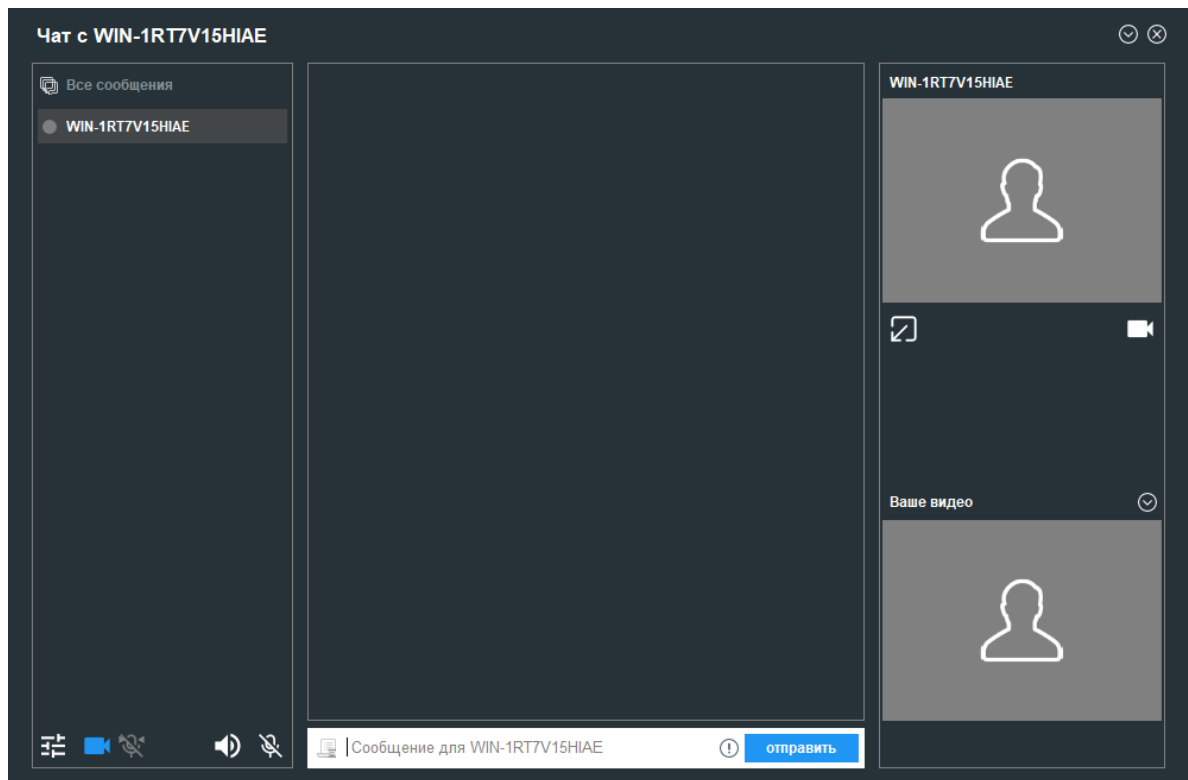 Чат с WIN-1RT7V15HIAE
Все сообщения
WIN-1RT7V15HIAE
WIN-1RT7V15HIAE
Ваше видео
Сообщение для WIN-1RT7V15HIAE
отправить